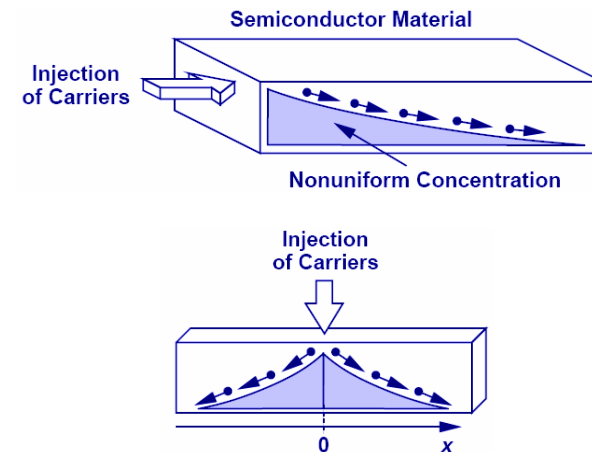 Semiconductor Material
Injection
of Carriers
Nonuniform Concentration
Injection
of Carriers
0
x